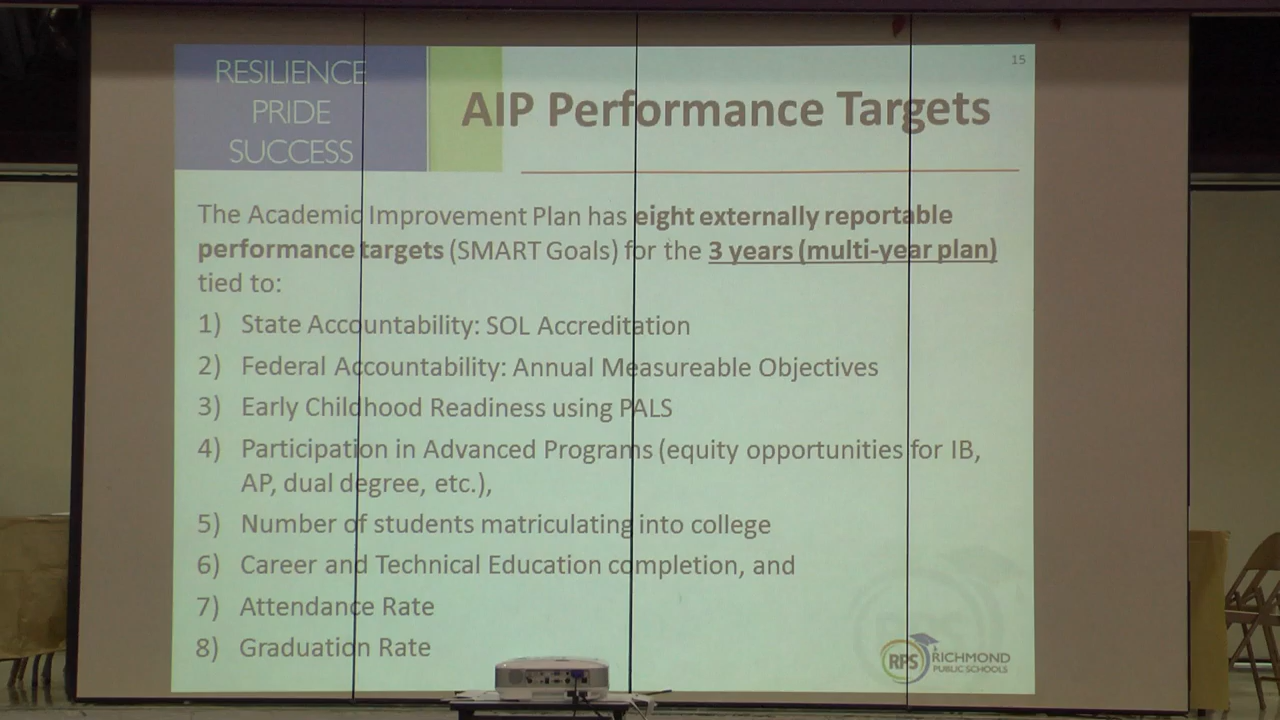 15
RESILIENCE
PRIDE
SUCCESS
AIP Performance Targets
The Academic Improvement Plan has eight externally reportable
performance targets (SMART Goals) for the 3 years (multi-year plan)
tied to:
1) State Accountability: SOL Accreditation
2) Federal Accountability: Annual Measureable Objectives
3) Early Childhood Readiness using PALS
4) Participation in Advanced Programs (equity opportunities for IB,
AP, dual degree, etc.),
5) Number of students matriculating into college
6) Career and Technical Education completion, and
7) Attendance Rate
8) Graduation Rate
RPS
RPS
RICHMOND
PUBLIC SCHOOLS